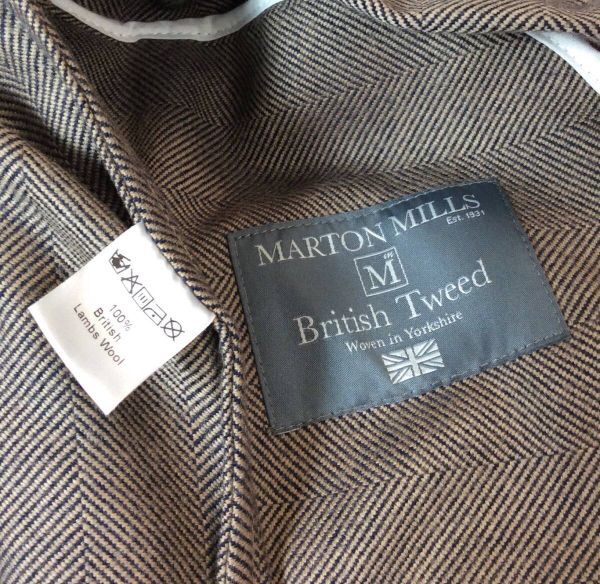 MARTON MILLS
Est. 1931
M
British Tweed
Woven in Yorkshire
100%
British
Lambs Wool